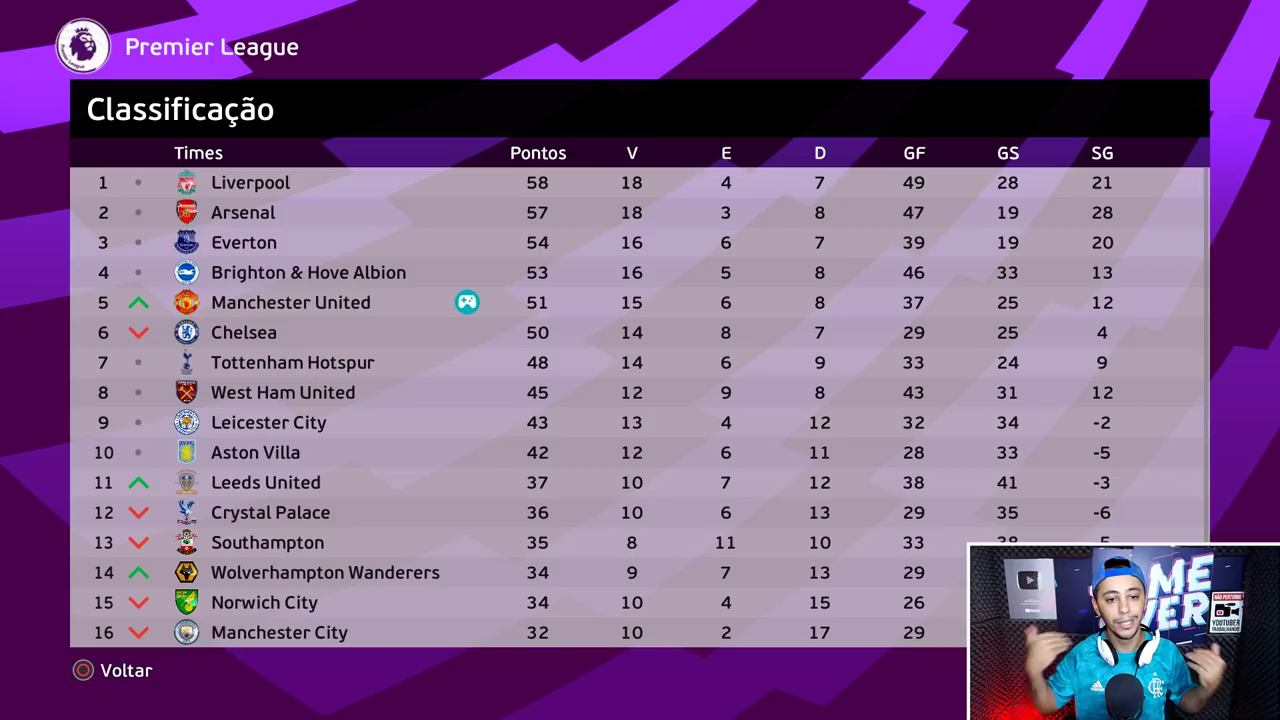 Premier League
Classificação
Times Pontos V E D GF GS SG
1 Liverpool 58 18 4 7 49 28 21
2 Arsenal 57 18 3 8 47 19 28
3 Everton 54 16 6 7 39 19 20
4 Brighton & Hove Albion 53 16 5 8 46 33 13
5 Manchester United 51 15 6 8 37 25 12
6 Chelsea 50 14 8 7 29 25 4
7 Tottenham Hotspur 48 14 6 9 33 24 9
8 West Ham United 45 12 9 8 43 31 12
9 Leicester City 43 13 4 12 32 34 -2
10 Aston Villa 42 12 6 11 28 33 -5
11 Leeds United 37 10 7 12 38 41 -3
12 Crystal Palace 36 10 6 13 29 35 -6
13 Southampton 35 8 11 10 33
14 Wolverhampton Wanderers 34 9 7 13 29
15 Norwich City 34 10 4 15 26
16 Manchester City 32 10 2 17 29
Voltar
ME
VER
NÃO PERTURBE
YOUTUBER
TRABALHANDO